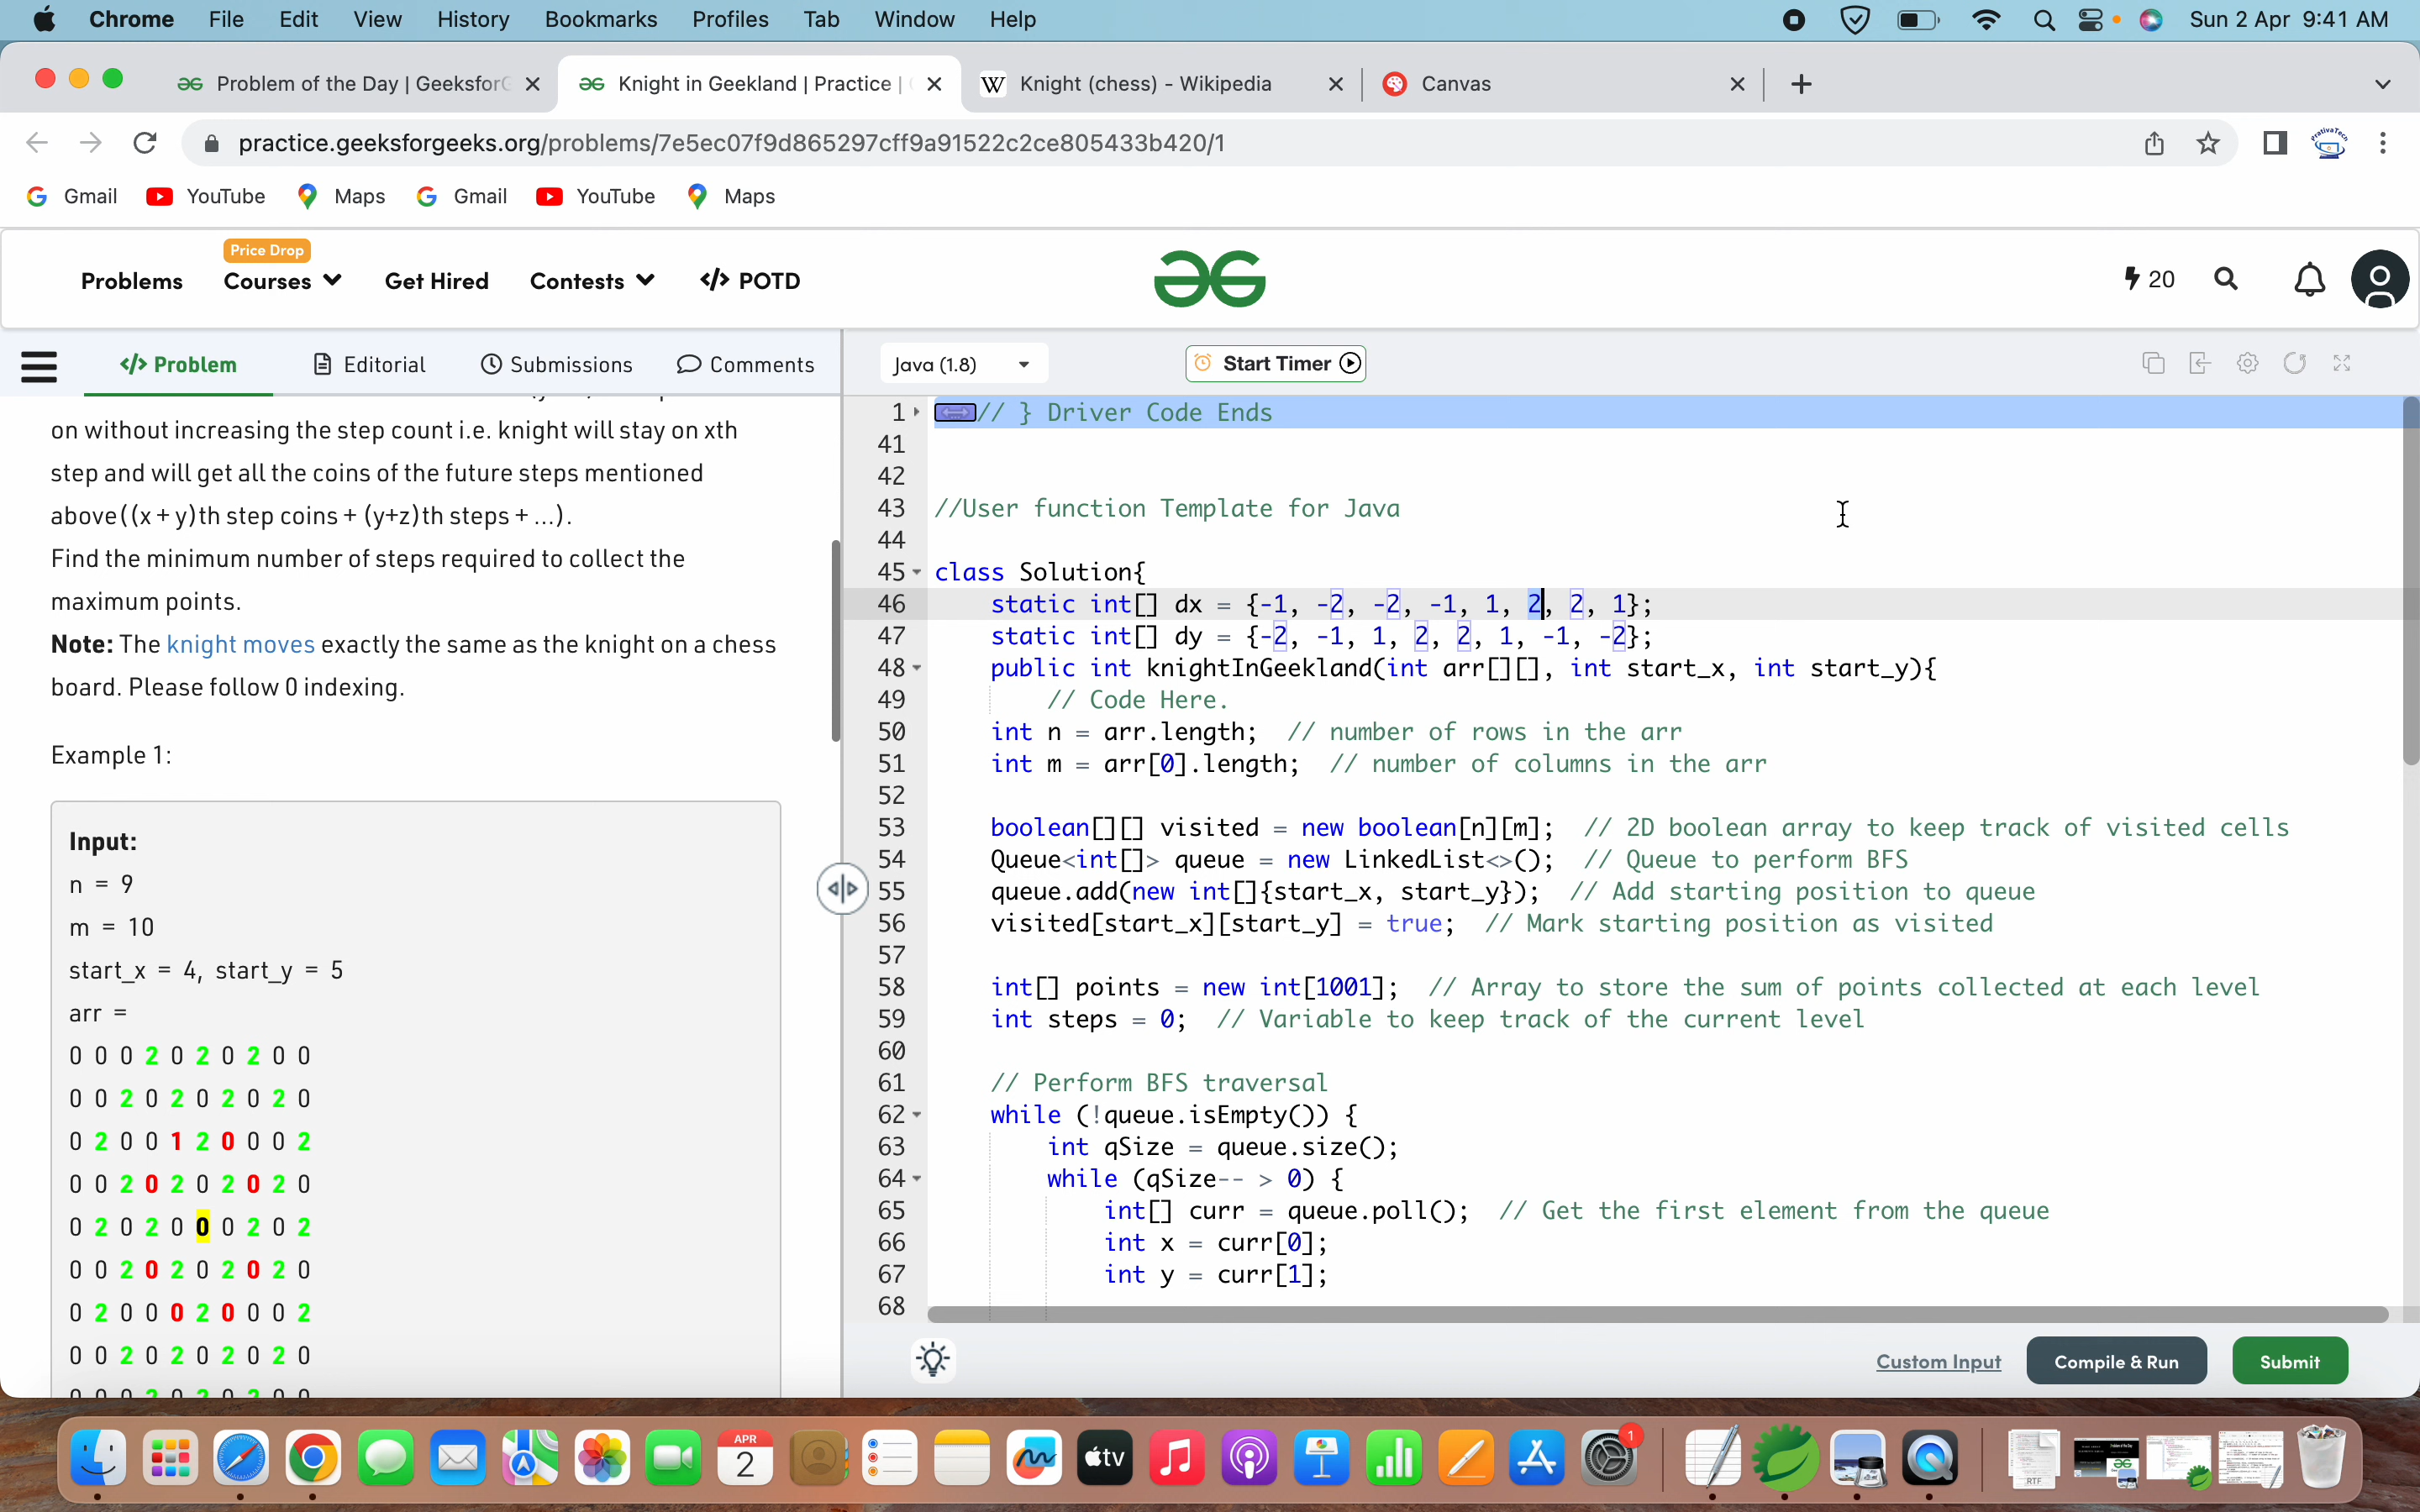 Chrome File Edit View History Bookmarks Profiles Tab Window Help Sun 2 Apr 9:41 AM
Problem of the Day | GeeksforG Knight in Geekland | Practice | Knight (chess) - Wikipedia Canvas
practice.geeksforgeeks.org/problems/7e5ec07f9d865297cff9a91522c2ce805433b420/1
Gmail YouTube Maps Gmail YouTube Maps
Price Drop
Problems Courses Get Hired Contests </> POTD 20
</> Problem Editorial Submissions Comments
on without increasing the step count i.e. knight will stay on xth
step and will get all the coins of the future steps mentioned
above((x + y)th step coins + (y+z)th steps + ...).
Find the minimum number of steps required to collect the
maximum points.
Note: The knight moves exactly the same as the knight on a chess
board. Please follow 0 indexing.
Example 1:
Input:
n = 9
m = 10
start_x = 4, start_y = 5
arr =
0 0 0 2 0 2 0 2 0 0
0 0 2 0 2 0 2 0 2 0
0 2 0 0 1 2 0 0 0 2
0 0 2 0 2 0 2 0 2 0
0 2 0 2 0 0 0 2 0 2
0 0 2 0 2 0 2 0 2 0
0 2 0 0 0 2 0 0 0 2
0 0 2 0 2 0 2 0 2 0
0 0 0 2 0 2 0 2 0 0
Java (1.8) Start Timer
1 // } Driver Code Ends
41
42
43 //User function Template for Java
44
45 class Solution{
46 static int[] dx = {-1, -2, -2, -1, 1, 2, 2, 1};
47 static int[] dy = {-2, -1, 1, 2, 2, 1, -1, -2};
48 public int knightInGeekland(int arr[][], int start_x, int start_y){
49 // Code Here.
50 int n = arr.length; // number of rows in the arr
51 int m = arr[0].length; // number of columns in the arr
52
53 boolean[][] visited = new boolean[n][m]; // 2D boolean array to keep track of visited cells
54 Queue<int[]> queue = new LinkedList<>(); // Queue to perform BFS
55 queue.add(new int[]{start_x, start_y}); // Add starting position to queue
56 visited[start_x][start_y] = true; // Mark starting position as visited
57
58 int[] points = new int[1001]; // Array to store the sum of points collected at each level
59 int steps = 0; // Variable to keep track of the current level
60
61 // Perform BFS traversal
62 while (!queue.isEmpty()) {
63 int qSize = queue.size();
64 while (qSize-- > 0) {
65 int[] curr = queue.poll(); // Get the first element from the queue
66 int x = curr[0];
67 int y = curr[1];
68
Custom Input Compile & Run Submit
APR
2
tv
1
RTF